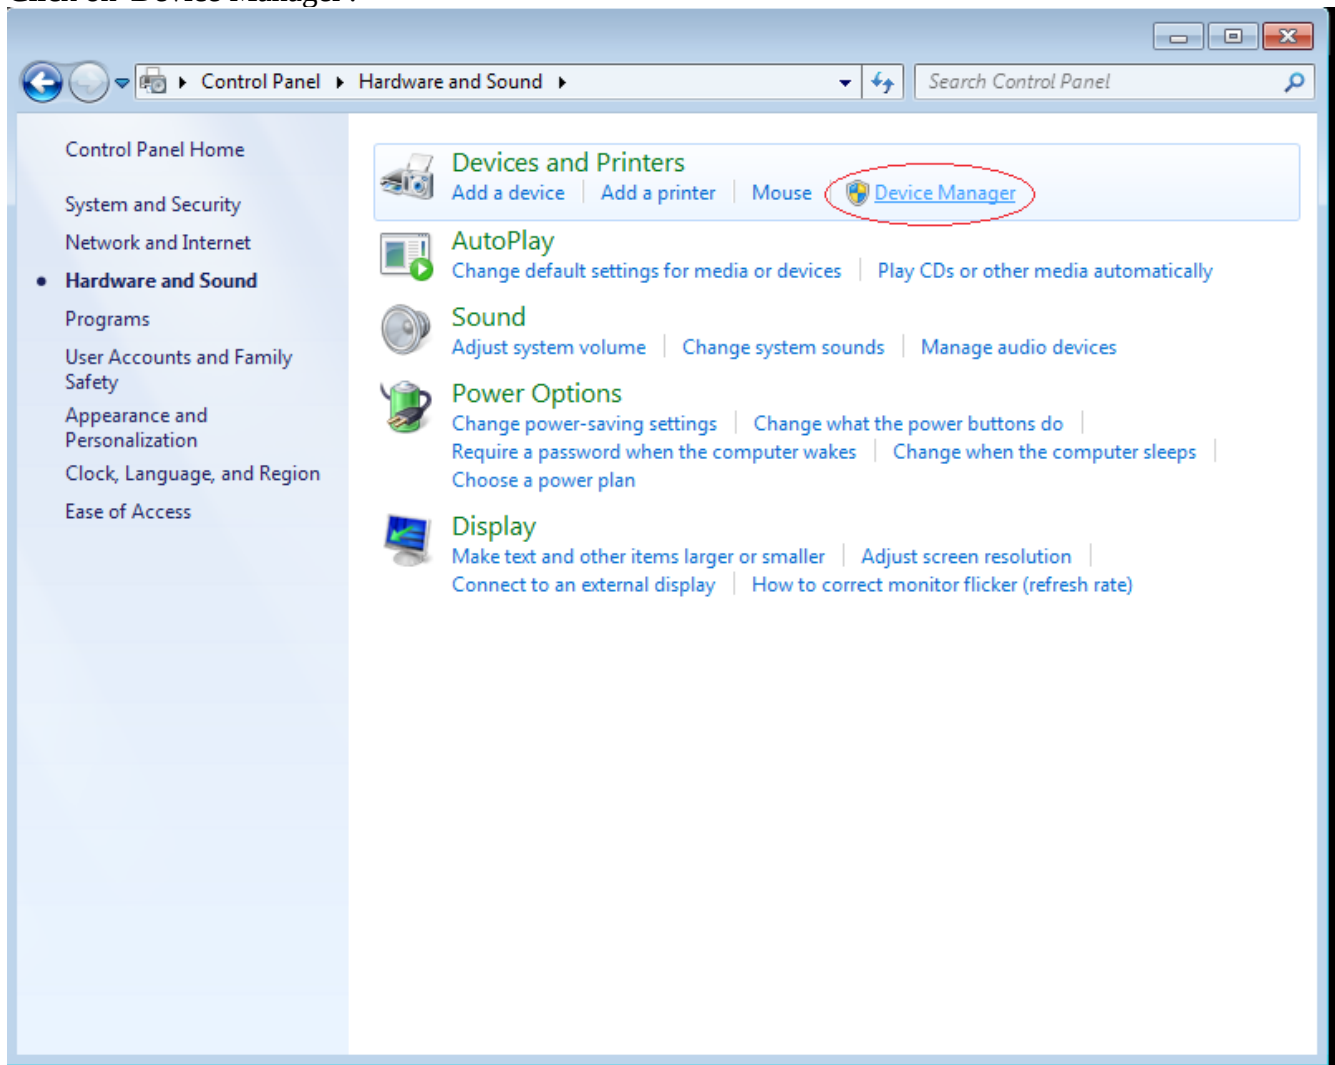 Click on 'Device Manager'.
Control Panel Hardware and Sound
Search Control Panel
Control Panel Home
System and Security
Network and Internet
Hardware and Sound
Programs
User Accounts and Family
Safety
Appearance and
Personalization
Clock, Language, and Region
Ease of Access
Devices and Printers
Add a device Add a printer Mouse Device Manager
AutoPlay
Change default settings for media or devices Play CDs or other media automatically
Sound
Adjust system volume Change system sounds Manage audio devices
Power Options
Change power-saving settings Change what the power buttons do
Require a password when the computer wakes Change when the computer sleeps
Choose a power plan
Display
Make text and other items larger or smaller Adjust screen resolution
Connect to an external display How to correct monitor flicker (refresh rate)